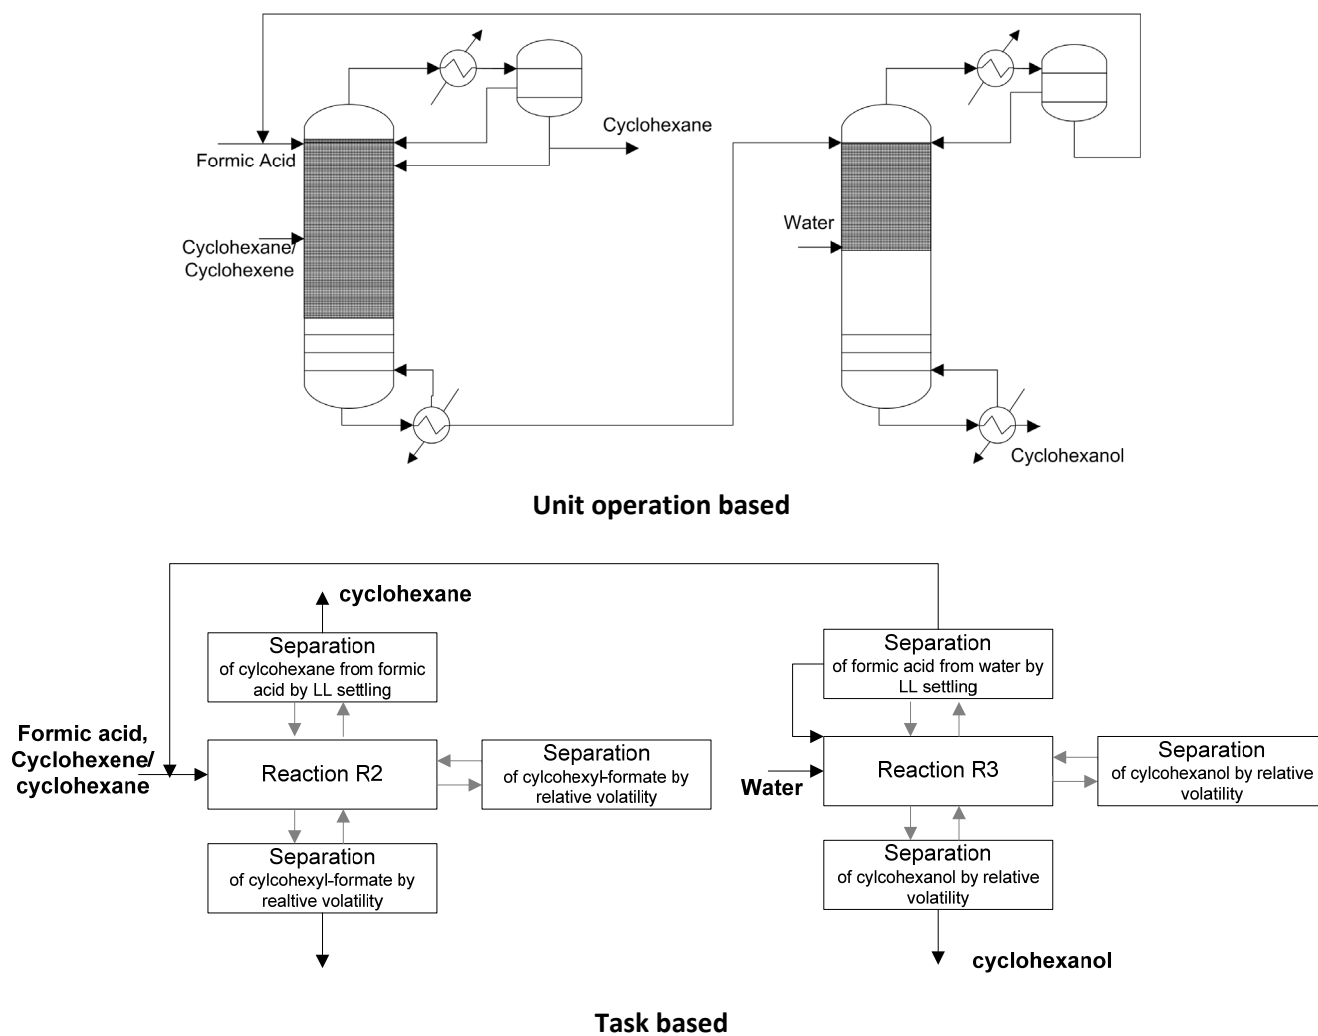 Cyclohexane
Formic Acid
Cyclohexane/
Cyclohexene
Water
Cyclohexanol
Unit operation based
cyclohexane
Separation
of cylcohexane from formic
acid by LL settling
Separation
of formic acid from water by
LL settling
Formic acid,
Cyclohexene/
cyclohexane
Reaction R2
Separation
of cylcohexyl-formate by
relative volatility
Water
Reaction R3
Separation
of cylcohexanol by relative
volatility
Separation
of cylcohexyl-formate by
realtive volatility
Separation
of cylcohexanol by relative
volatility
cyclohexanol
Task based